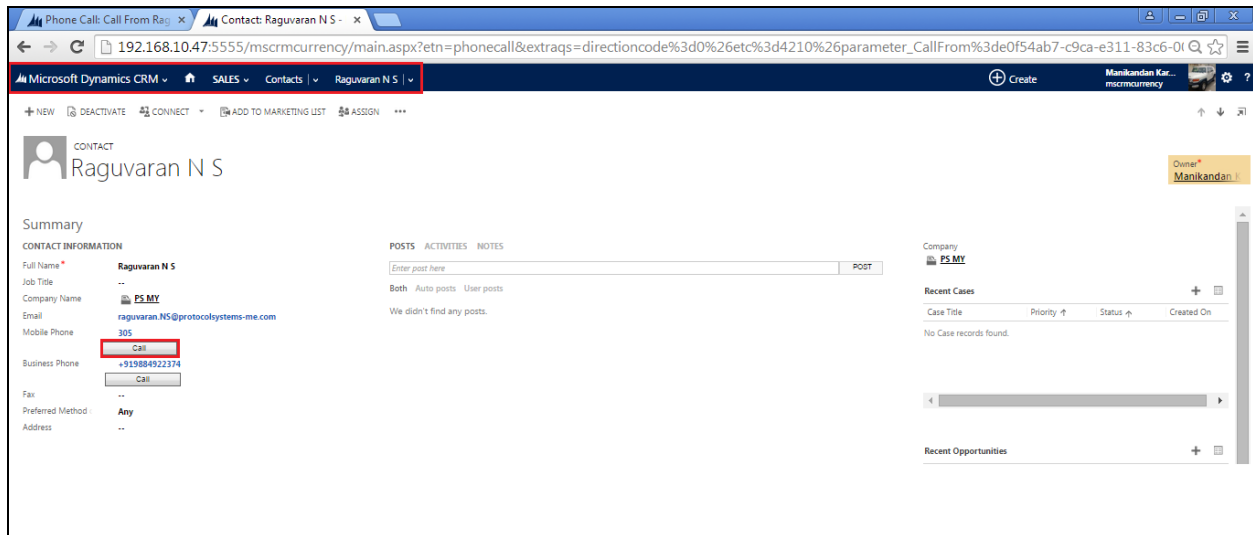 Phone Call: Call From Rag × Contact: Raguvaran N S - ×
192.168.10.47:5555/mscrmcurrency/main.aspx?etn=phonecall&extraqs=directioncode%3d0%26etc%3d4210%26parameter_CallFrom%3de0f54ab7-c9ca-e311-83c6-0(
Microsoft Dynamics CRM SALES Contacts | Raguvaran N S | Create Manikandan Kar... ?
mscrmcurrency
+ NEW DEACTIVATE CONNECT ADD TO MARKETING LIST ASSIGN •••
CONTACT
Raguvaran N S
Owner*
Manikandan
Summary
CONTACT INFORMATION
Full Name* Raguvaran N S
Job Title --
Company Name PS MY
Email raguvaran.NS@protocolsystems-me.com
Mobile Phone 305
Call
Business Phone +919884922374
Call
Fax --
Preferred Method Any
Address --
POSTS ACTIVITIES NOTES
Enter post here POST
Both Auto posts User posts
We didn't find any posts.
Company
PS MY
Recent Cases +
Case Title Priority ↑ Status ↑ Created On
No Case records found.
Recent Opportunities +